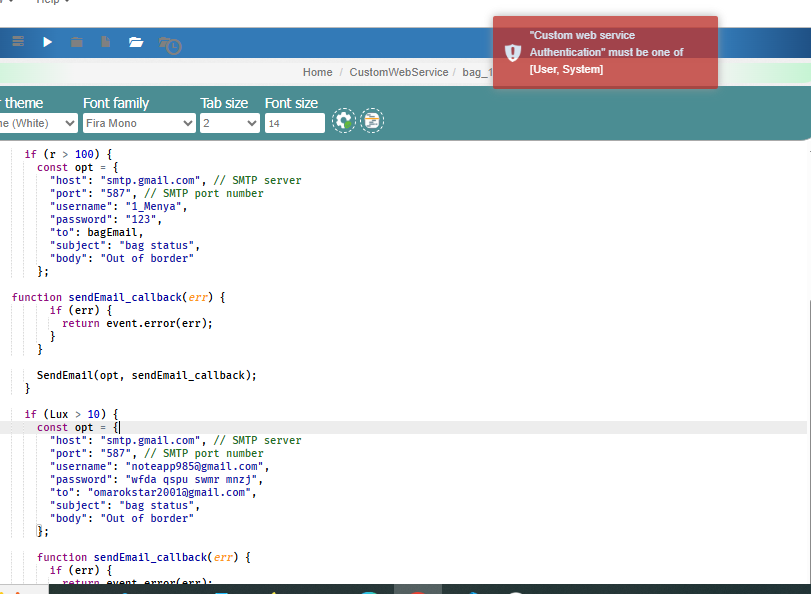 Help
"Custom web service
Authentication" must be one of
[User, System]
Home / CustomWebService / bag_1
theme
Font family
Tab size
Font size
(White)
Fira Mono
2
14
if (r > 100) {
const opt = {
"host": "smtp.gmail.com", // SMTP server
"port": "587", // SMTP port number
"username": "1_Menya",
"password": "123",
"to": bagEmail,
"subject": "bag status",
"body": "Out of border"
};
function sendEmail_callback(err) {
if (err) {
return event.error(err);
}
}
SendEmail(opt, sendEmail_callback);
}
if (Lux > 10) {
const opt = {
"host": "smtp.gmail.com", // SMTP server
"port": "587", // SMTP port number
"username": "noteapp985@gmail.com",
"password": "wfda qspu swmr mnzj",
"to": "omarokstar2001@gmail.com",
"subject": "bag status",
"body": "Out of border"
};
function sendEmail_callback(err) {
if (err) {
return event.error(err);